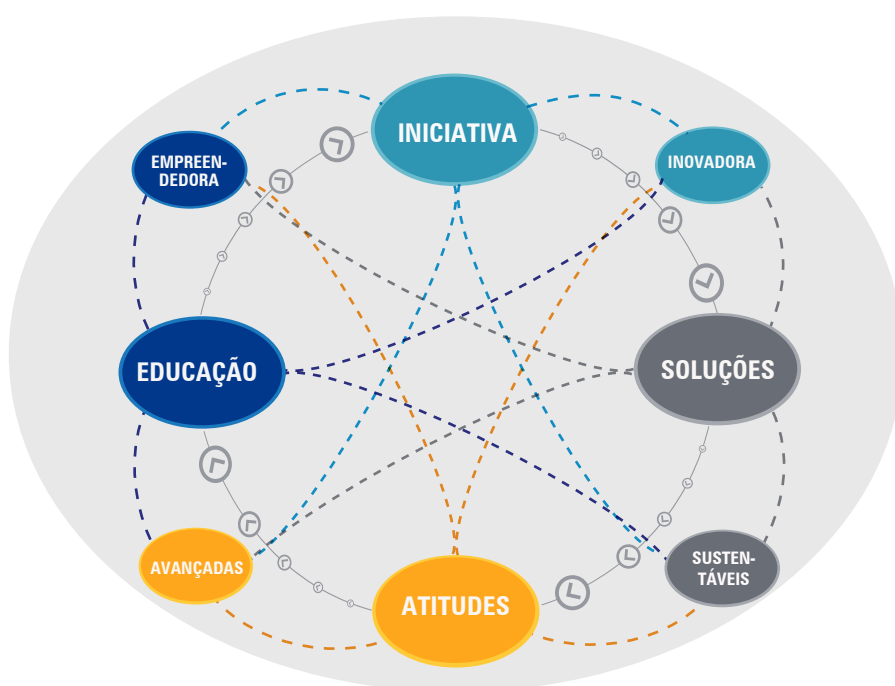 INICIATIVA
EMPREEN-
DEDORA
INOVADORA
EDUCAÇÃO
SOLUÇÕES
AVANÇADAS
SUSTEN-
TÁVEIS
ATITUDES